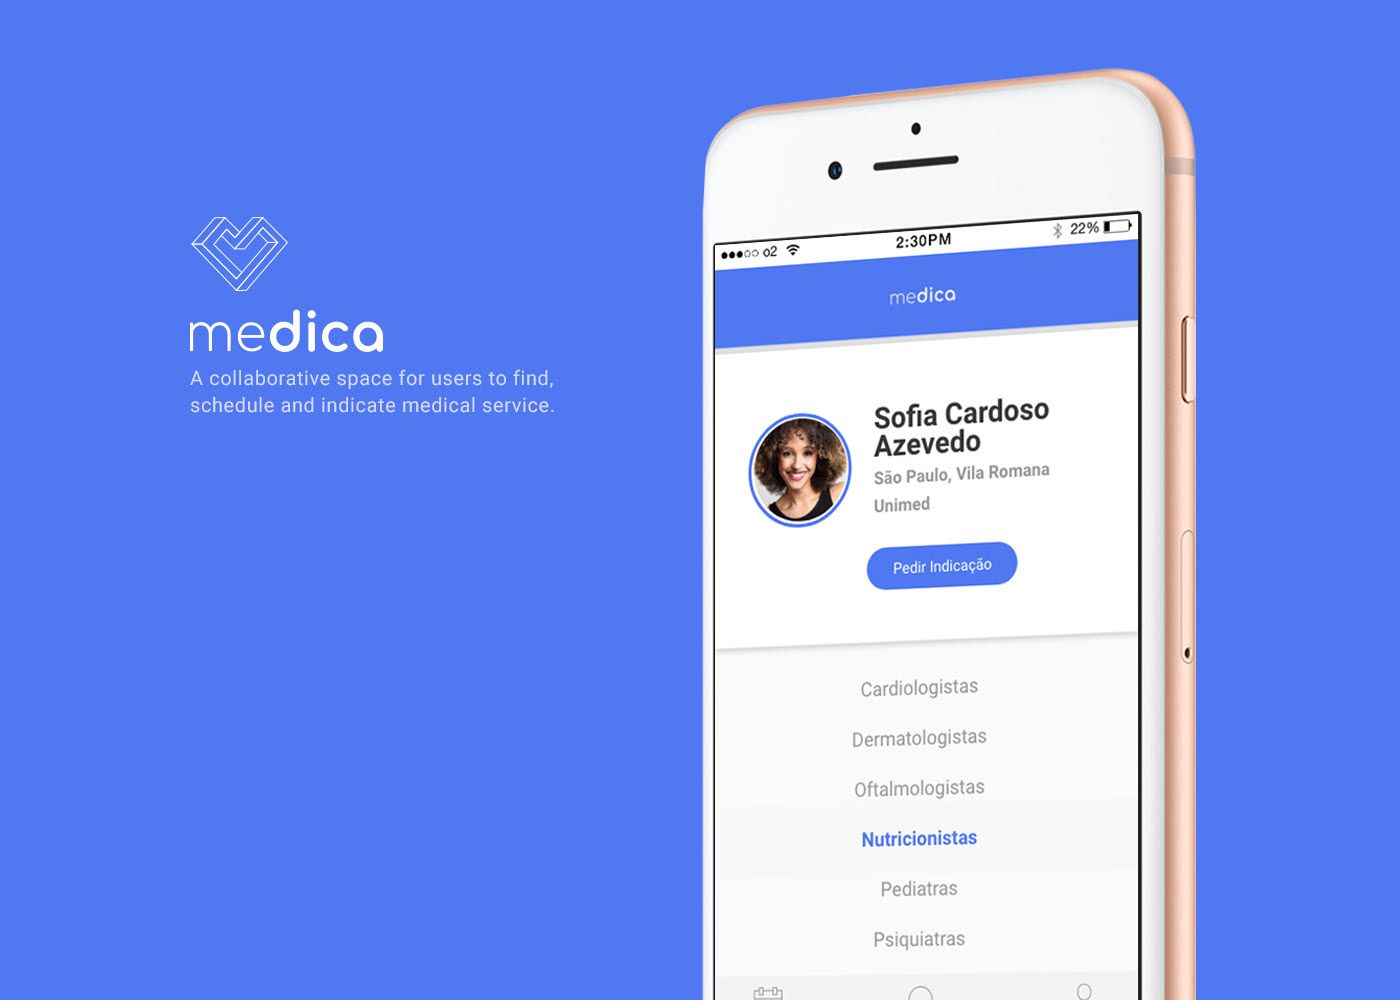 medica
A collaborative space for users to find,
schedule and indicate medical service.
o2
2:30PM
22%
medica
Sofia Cardoso
Azevedo
São Paulo, Vila Romana
Unimed
Pedir Indicação
Cardiologistas
Dermatologistas
Oftalmologistas
Nutricionistas
Pediatras
Psiquiatras